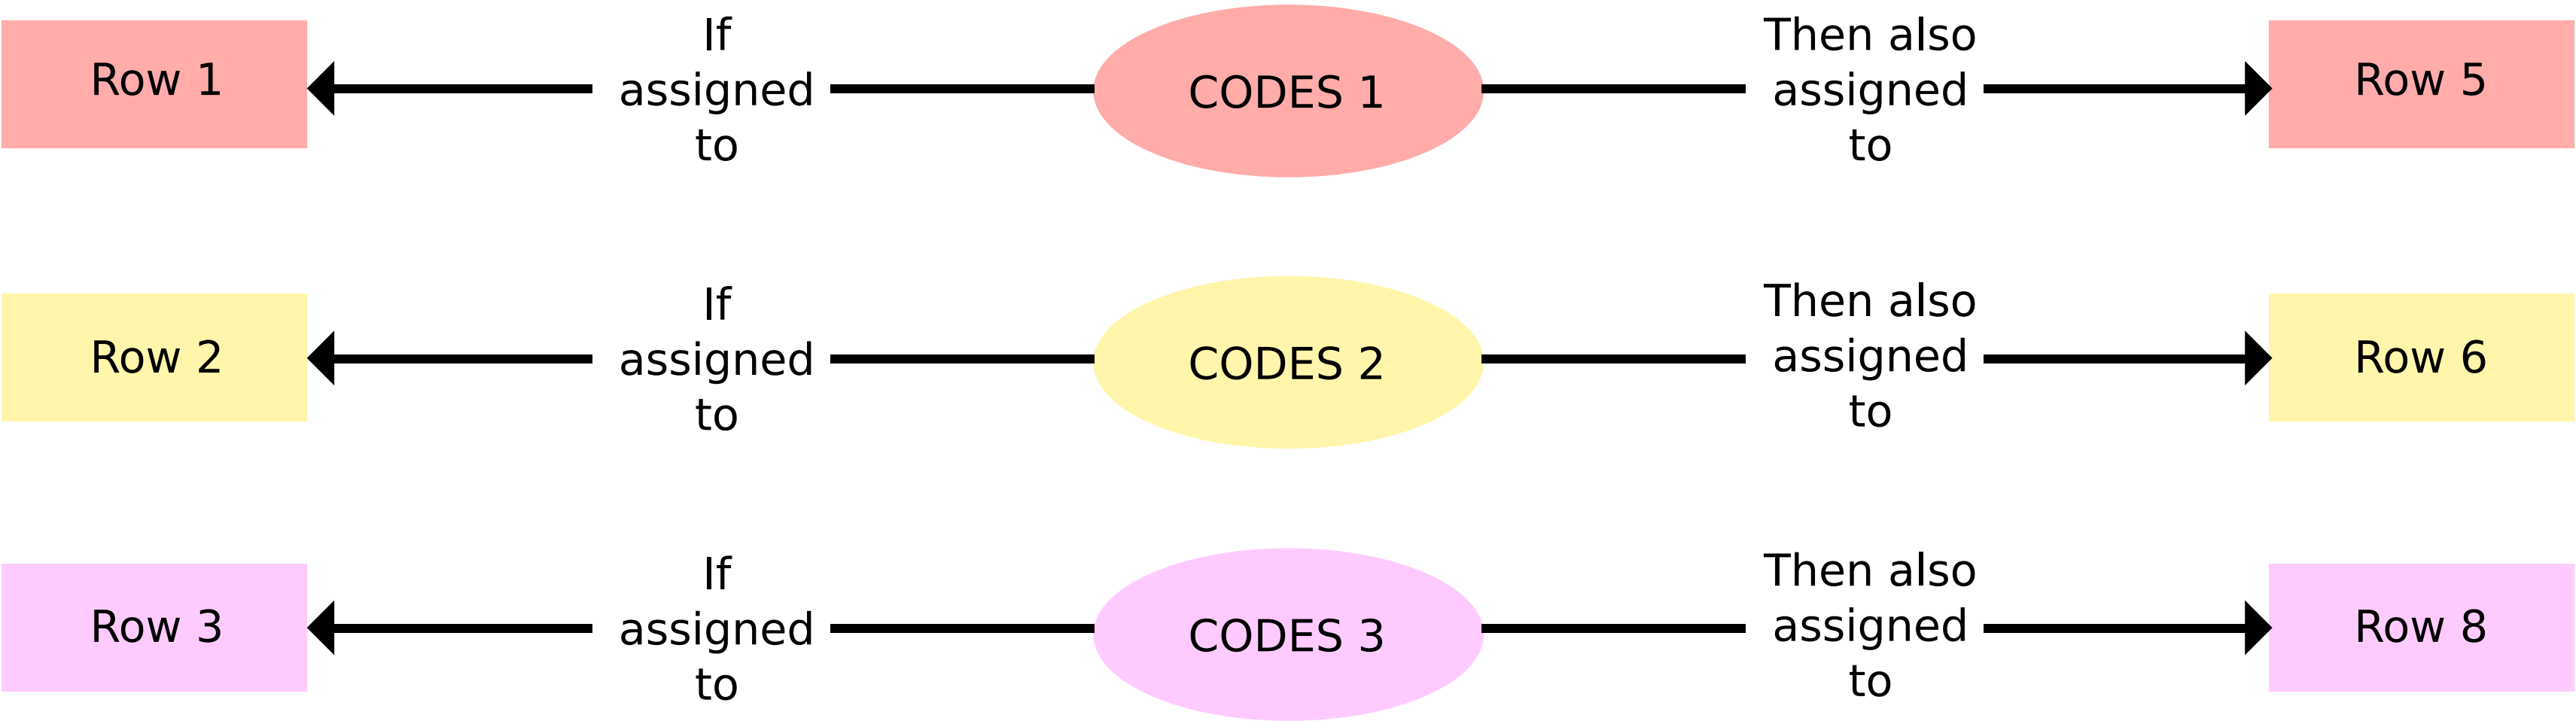 Row 1
If
assigned
to
CODES 1
Then also
assigned
to
Row 5
Row 2
If
assigned
to
CODES 2
Then also
assigned
to
Row 6
Row 3
If
assigned
to
CODES 3
Then also
assigned
to
Row 8